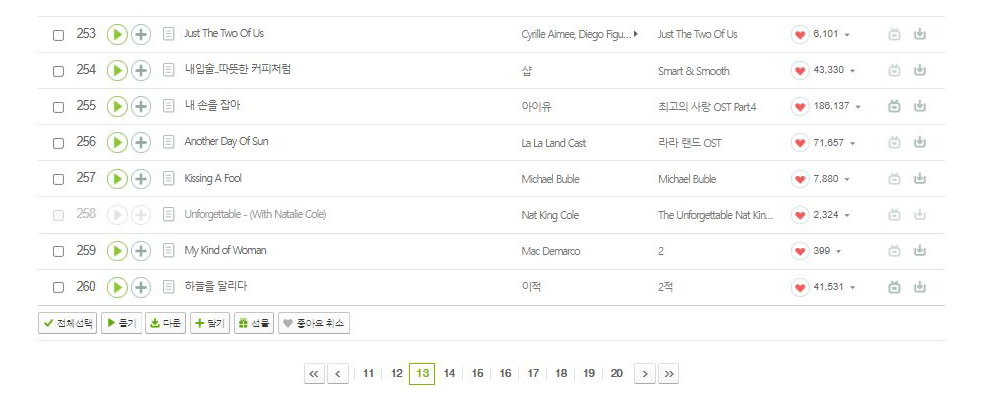 253 Just The Two Of Us Cyrille Aimee, Diego Figu... Just The Two Of Us 6,101
254 내입술..따뜻한 커피처럼 샵 Smart & Smooth 43,330
255 내 손을 잡아 아이유 최고의 사랑 OST Part.4 186,137
256 Another Day Of Sun La La Land Cast 라라 랜드 OST 71,657
257 Kissing A Fool Michael Buble Michael Buble 7,880
258 Unforgettable - (With Natalie Cole) Nat King Cole The Unforgettable Nat Kin... 2,324
259 My Kind of Woman Mac Demarco 2 399
260 하늘을 달리다 이적 2적 41,531
전체선택 듣기 다운 담기 선물 좋아요 취소
11 12 13 14 15 16 17 18 19 20